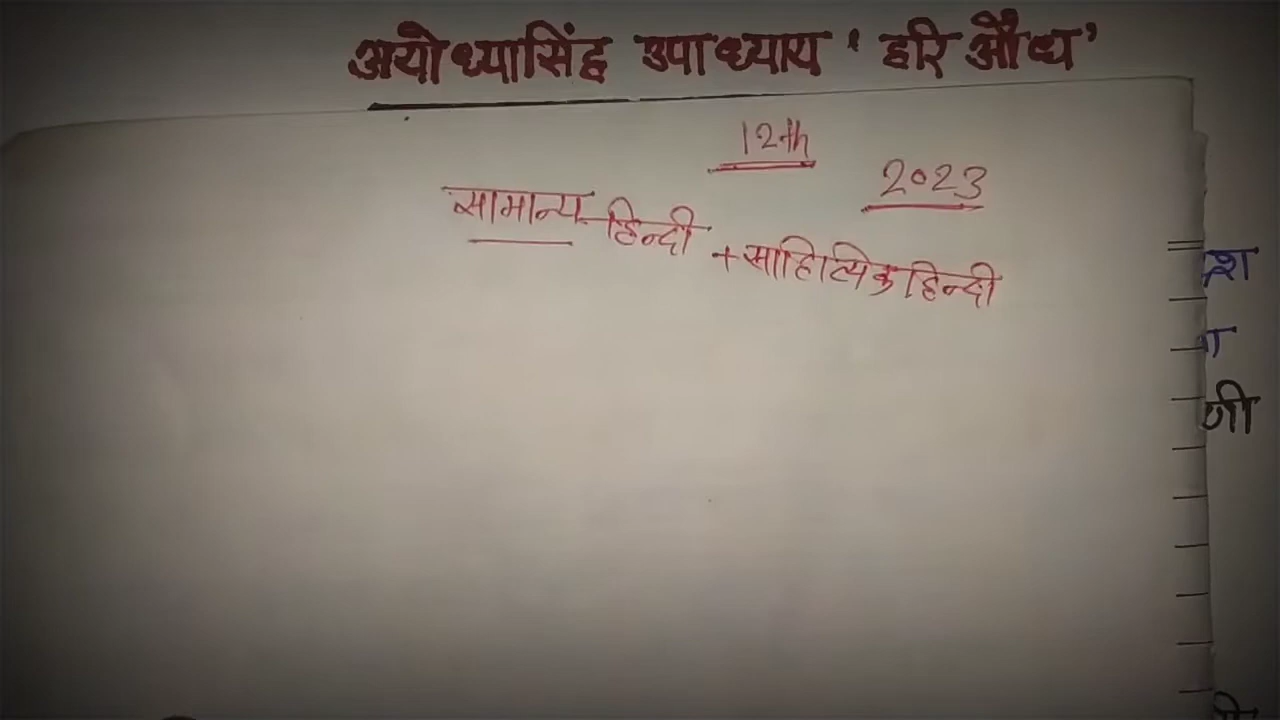 अयोध्यासिंह उपाध्याय ' हरि औध '
12th
2023
सामान्य हिन्दी + साहित्यिक हिन्दी